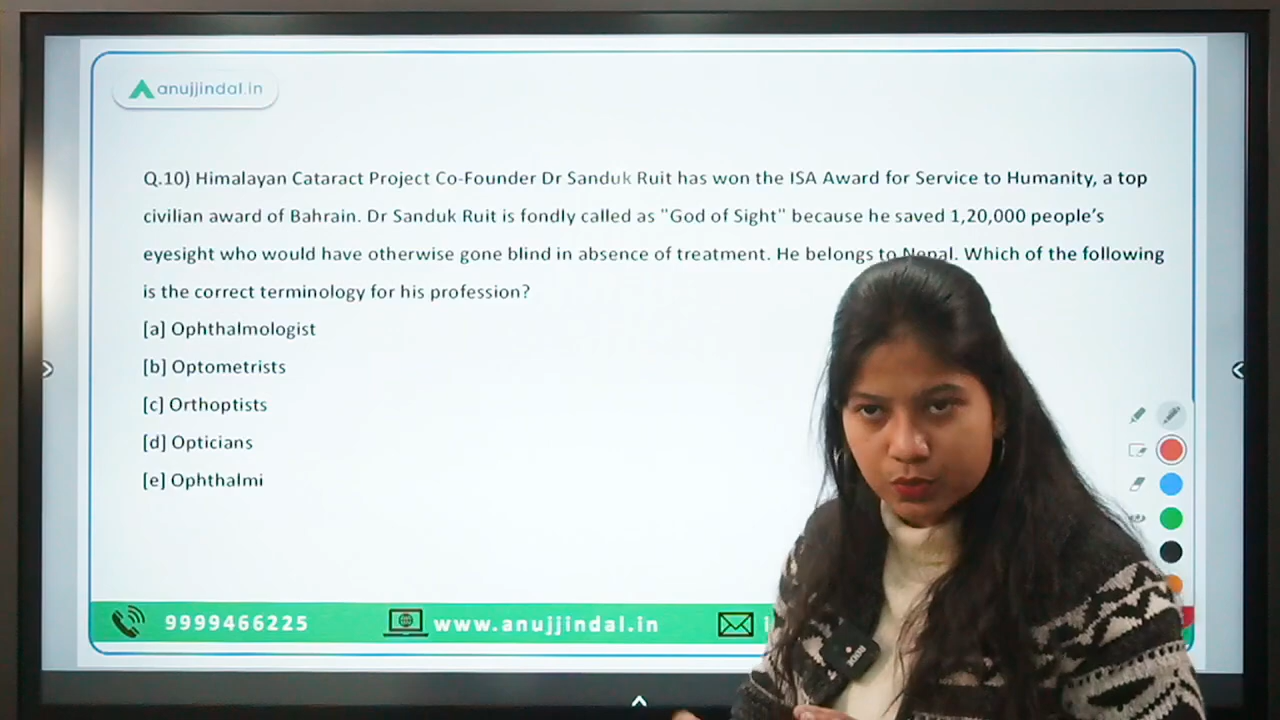 anujjindal.in
Q.10) Himalayan Cataract Project Co-Founder Dr Sanduk Ruit has won the ISA Award for Service to Humanity, a top
civilian award of Bahrain. Dr Sanduk Ruit is fondly called as "God of Sight" because he saved 1,20,000 people's
eyesight who would have otherwise gone blind in absence of treatment. He belongs to Nepal. Which of the following
is the correct terminology for his profession?
[a] Ophthalmologist
[b] Optometrists
[c] Orthoptists
[d] Opticians
[e] Ophthalmi
9999466225 www.anujjindal.in